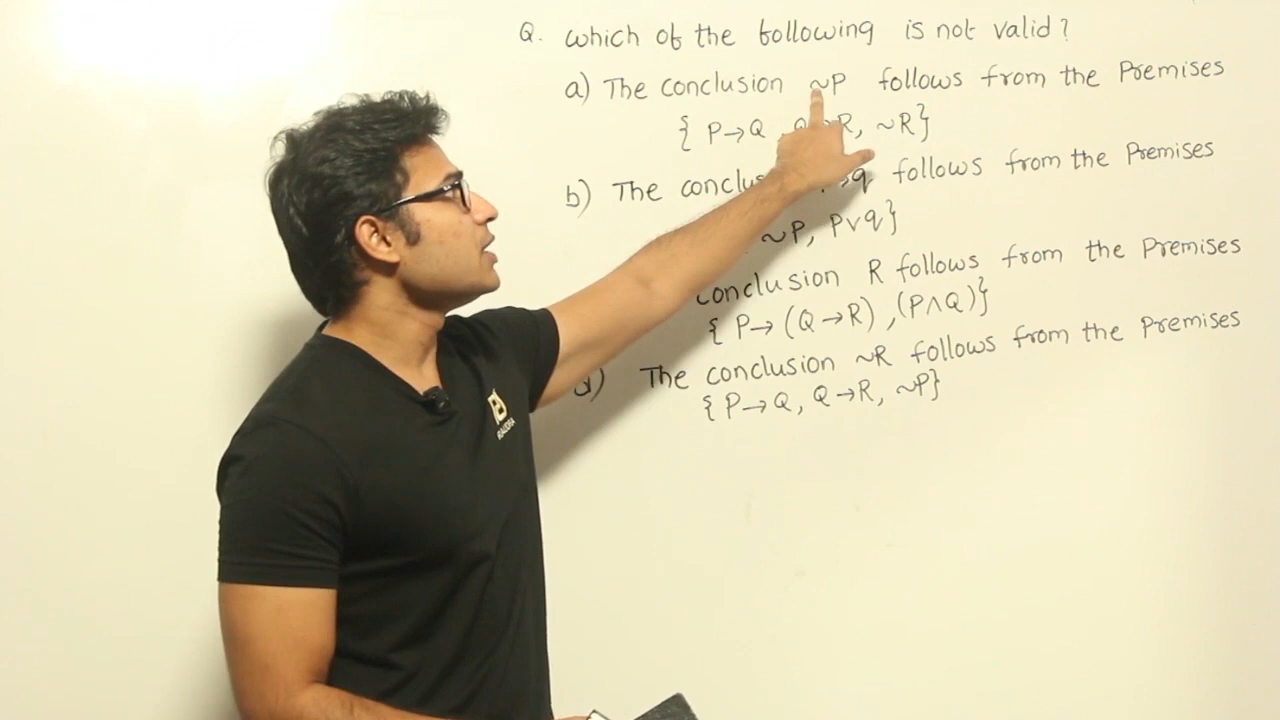 Q. which of the following is not valid?
a) The conclusion ~P follows from the Premises
{ P→Q, Q→R, ~R}
b) The follows from the Premises
~P, P∨q}
conclusion R follows from the Premises
{ P→ (Q→R), (P∧Q)}
d) The conclusion ~R follows from the Premises
{ P→Q, Q→R, ~P}